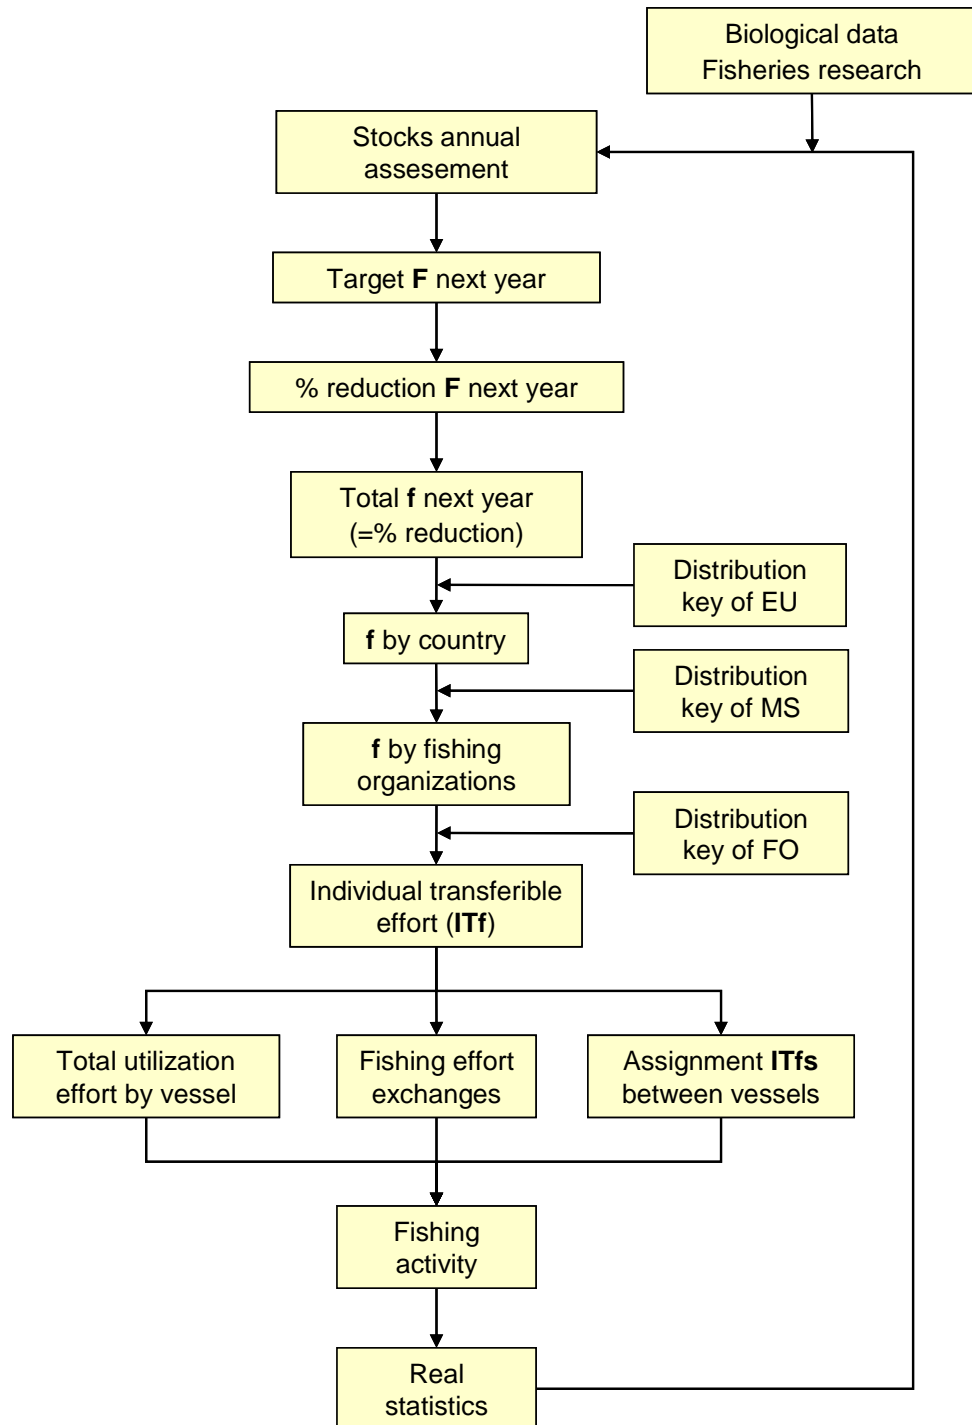 Biological data
Fisheries research
Stocks annual
assesement
Target F next year
% reduction F next year
Total f next year
(=% reduction)
Distribution
key of EU
f by country
Distribution
key of MS
f by fishing
organizations
Distribution
key of FO
Individual transferible
effort (ITf)
Total utilization
effort by vessel
Fishing effort
exchanges
Assignment ITfs
between vessels
Fishing
activity
Real
statistics